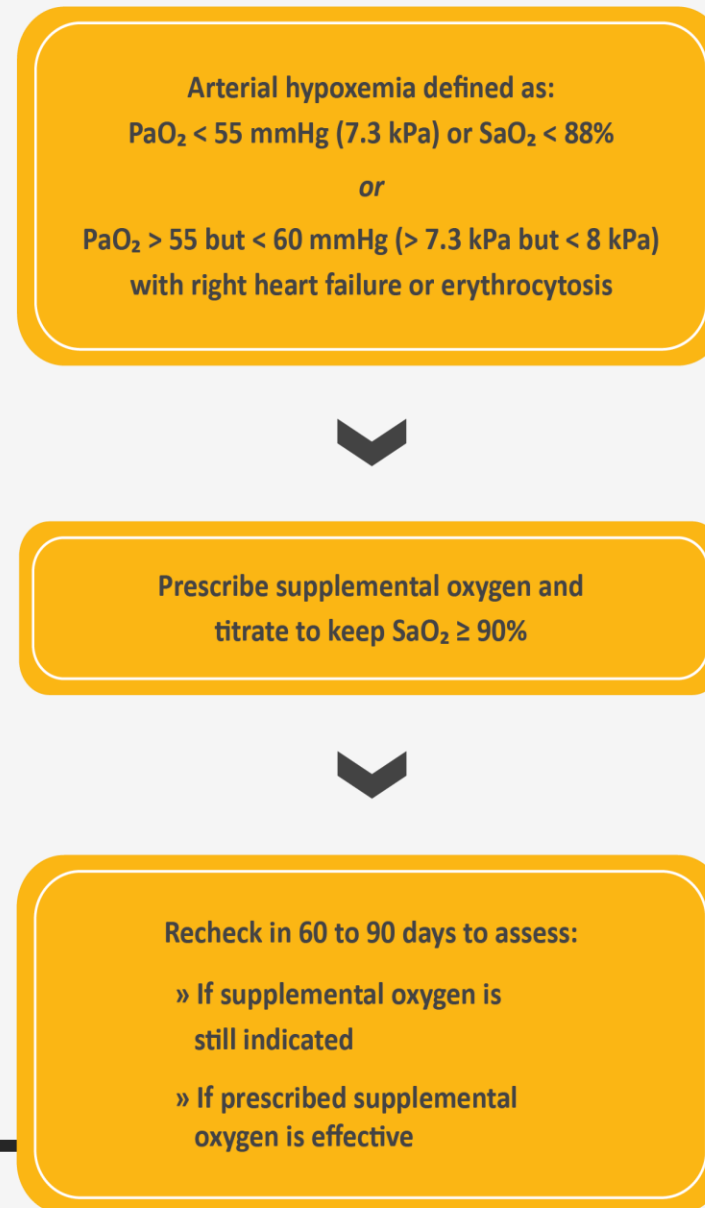 Arterial hypoxemia defined as:
PaO₂ < 55 mmHg (7.3 kPa) or SaO₂ < 88%
or
PaO₂ > 55 but < 60 mmHg (> 7.3 kPa but < 8 kPa)
with right heart failure or erythrocytosis
Prescribe supplemental oxygen and
titrate to keep SaO₂ ≥ 90%
Recheck in 60 to 90 days to assess:
» If supplemental oxygen is
still indicated
» If prescribed supplemental
oxygen is effective